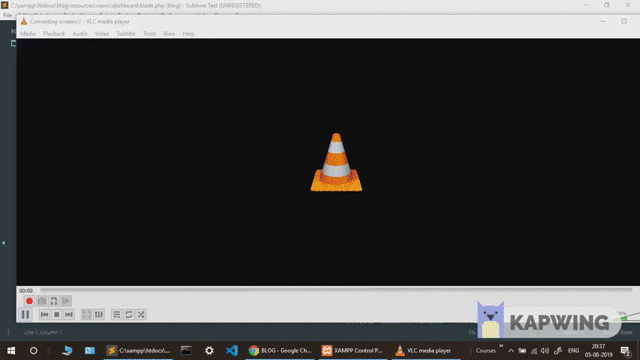 C:\xampp\htdocs\blog\resources\views\dashboard.blade.php (blog) - Sublime Text (UNREGISTERED)
File
Converting screen:// - VLC media player
Media Playback Audio Video Subtitle Tools View Help
00:00
Line 1, Column 1
KAPWING
C:\xampp\htdocs\...
BLOG - Google Ch...
XAMPP Control P...
VLC media player
Courses
ENG
20:37
05-08-2019